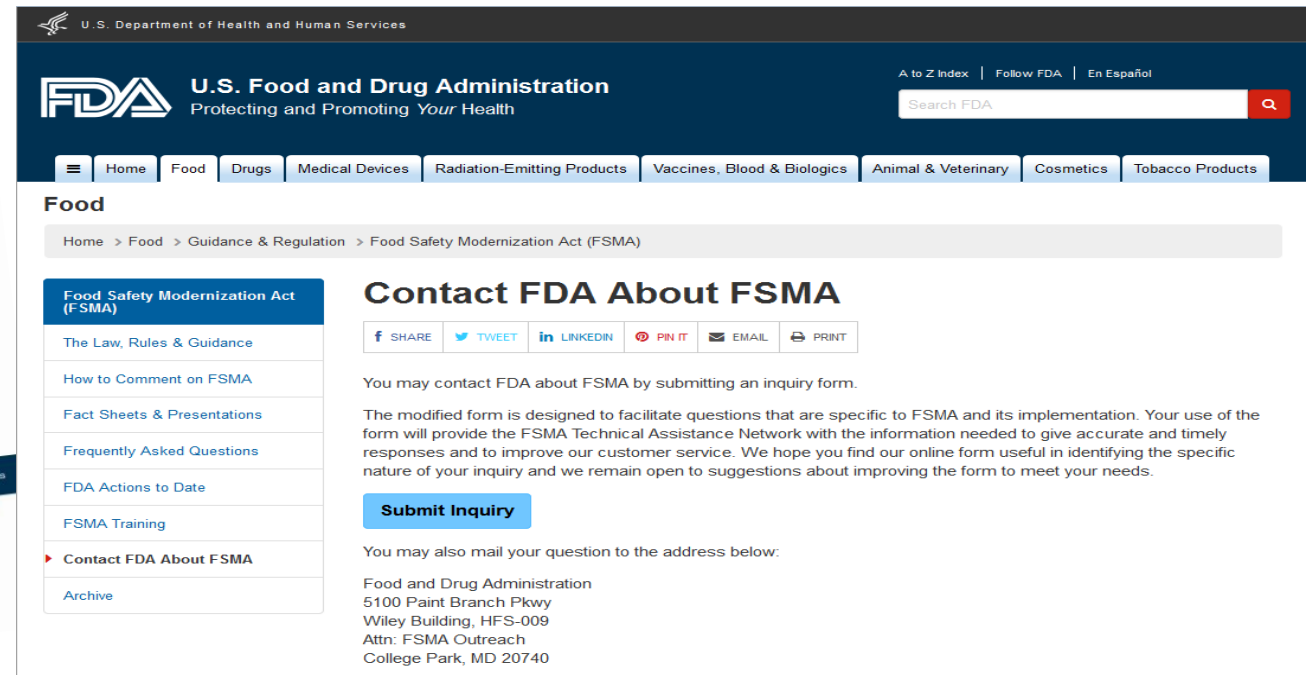 U.S. Department of Health and Human Services
FDA
U.S. Food and Drug Administration
Protecting and Promoting Your Health
A to Z Index | Follow FDA | En Español
Search FDA
Home Food Drugs Medical Devices Radiation-Emitting Products Vaccines, Blood & Biologics Animal & Veterinary Cosmetics Tobacco Products
Food
Home > Food > Guidance & Regulation > Food Safety Modernization Act (FSMA)
Food Safety Modernization Act
(FSMA)
The Law, Rules & Guidance
How to Comment on FSMA
Fact Sheets & Presentations
Frequently Asked Questions
FDA Actions to Date
FSMA Training
Contact FDA About FSMA
Archive
Contact FDA About FSMA
f SHARE TWEET in LINKEDIN PIN IT EMAIL PRINT
You may contact FDA about FSMA by submitting an inquiry form.
The modified form is designed to facilitate questions that are specific to FSMA and its implementation. Your use of the
form will provide the FSMA Technical Assistance Network with the information needed to give accurate and timely
responses and to improve our customer service. We hope you find our online form useful in identifying the specific
nature of your inquiry and we remain open to suggestions about improving the form to meet your needs.
Submit Inquiry
You may also mail your question to the address below:
Food and Drug Administration
5100 Paint Branch Pkwy
Wiley Building, HFS-009
Attn: FSMA Outreach
College Park, MD 20740